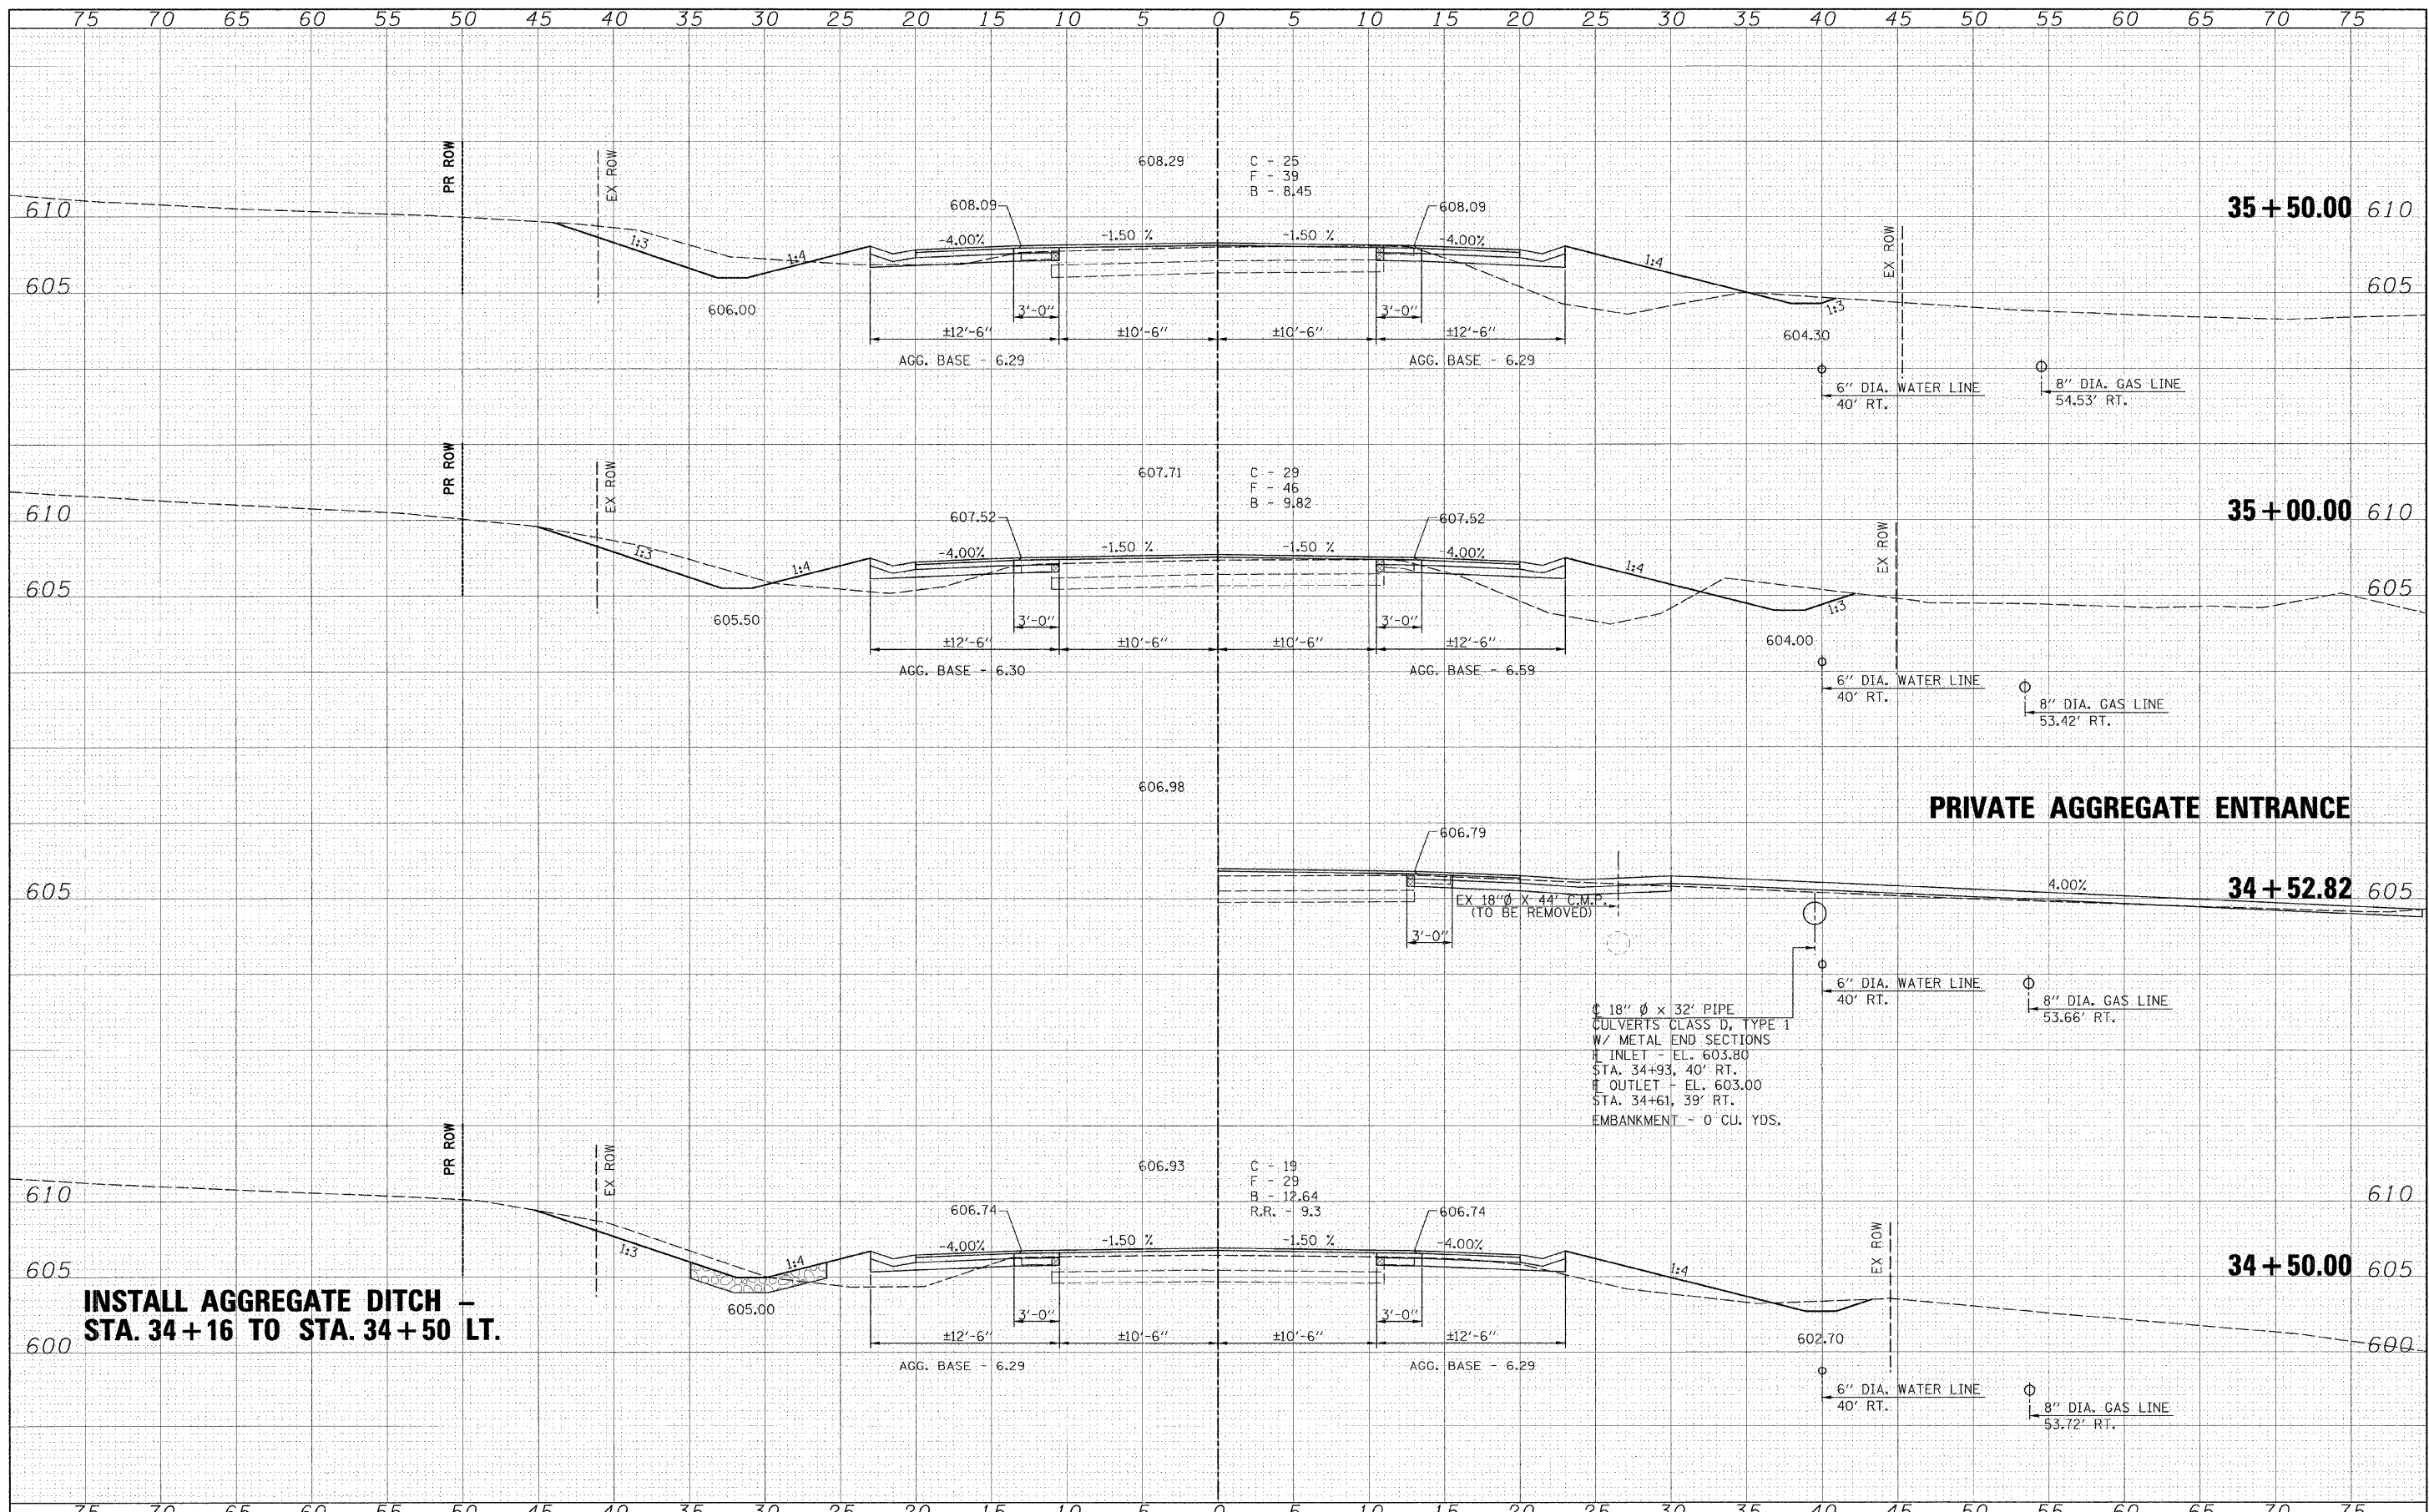 75 70 65 60 55 50 45 40 35 30 25 20 15 10 5 0 5 10 15 20 25 30 35 40 45 50 55 60 65 70 75
PR ROW
EX ROW
608.29
C - 25
F - 39
B - 8.45
35+50.00
610
610
608.09
608.09
EX ROW
1:3
1:4
-4.00%
-1.50 %
-1.50 %
-4.00%
1:4
605
605
606.00
3'-0"
3'-0"
1:3
604.30
±12'-6"
±10'-6"
±10'-6"
±12'-6"
AGG. BASE - 6.29
AGG. BASE - 6.29
6" DIA. WATER LINE
40' RT.
8" DIA. GAS LINE
54.53' RT.
PR ROW
EX ROW
607.71
C - 29
F - 46
B - 9.82
35+00.00
610
610
607.52
607.52
EX ROW
1:3
1:4
-4.00%
-1.50 %
-1.50 %
-4.00%
1:4
605
605
605.50
3'-0"
3'-0"
1:3
604.00
±12'-6"
±10'-6"
±10'-6"
±12'-6"
AGG. BASE - 6.30
AGG. BASE - 6.59
6" DIA. WATER LINE
40' RT.
8" DIA. GAS LINE
53.42' RT.
606.98
PRIVATE AGGREGATE ENTRANCE
606.79
4.00%
34+52.82
605
605
EX 18"Ø X 44' C.M.P.
(TO BE REMOVED)
3'-0"
6" DIA. WATER LINE
40' RT.
8" DIA. GAS LINE
53.66' RT.
℄ 18" Ø x 32' PIPE
CULVERTS CLASS D, TYPE 1
W/ METAL END SECTIONS
FL INLET - EL. 603.80
STA. 34+93, 40' RT.
FL OUTLET - EL. 603.00
STA. 34+61, 39' RT.
EMBANKMENT - 0 CU. YDS.
PR ROW
EX ROW
606.93
C - 19
F - 29
B - 12.64
R.R. - 9.3
610
610
606.74
606.74
EX ROW
1:3
1:4
-4.00%
-1.50 %
-1.50 %
-4.00%
1:4
34+50.00
605
605
INSTALL AGGREGATE DITCH -
STA. 34+16 TO STA. 34+50 LT.
605.00
3'-0"
3'-0"
602.70
600
600
±12'-6"
±10'-6"
±10'-6"
±12'-6"
AGG. BASE - 6.29
AGG. BASE - 6.29
6" DIA. WATER LINE
40' RT.
8" DIA. GAS LINE
53.72' RT.
75 70 65 60 55 50 45 40 35 30 25 20 15 10 5 0 5 10 15 20 25 30 35 40 45 50 55 60 65 70 75